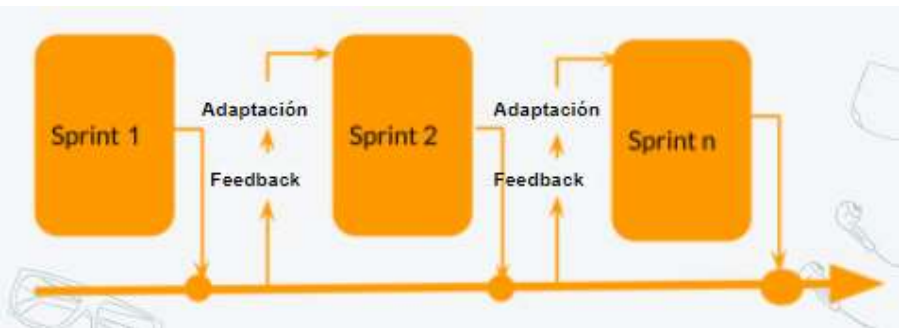 Sprint 1
Adaptación
Feedback
Sprint 2
Adaptación
Feedback
Sprint n